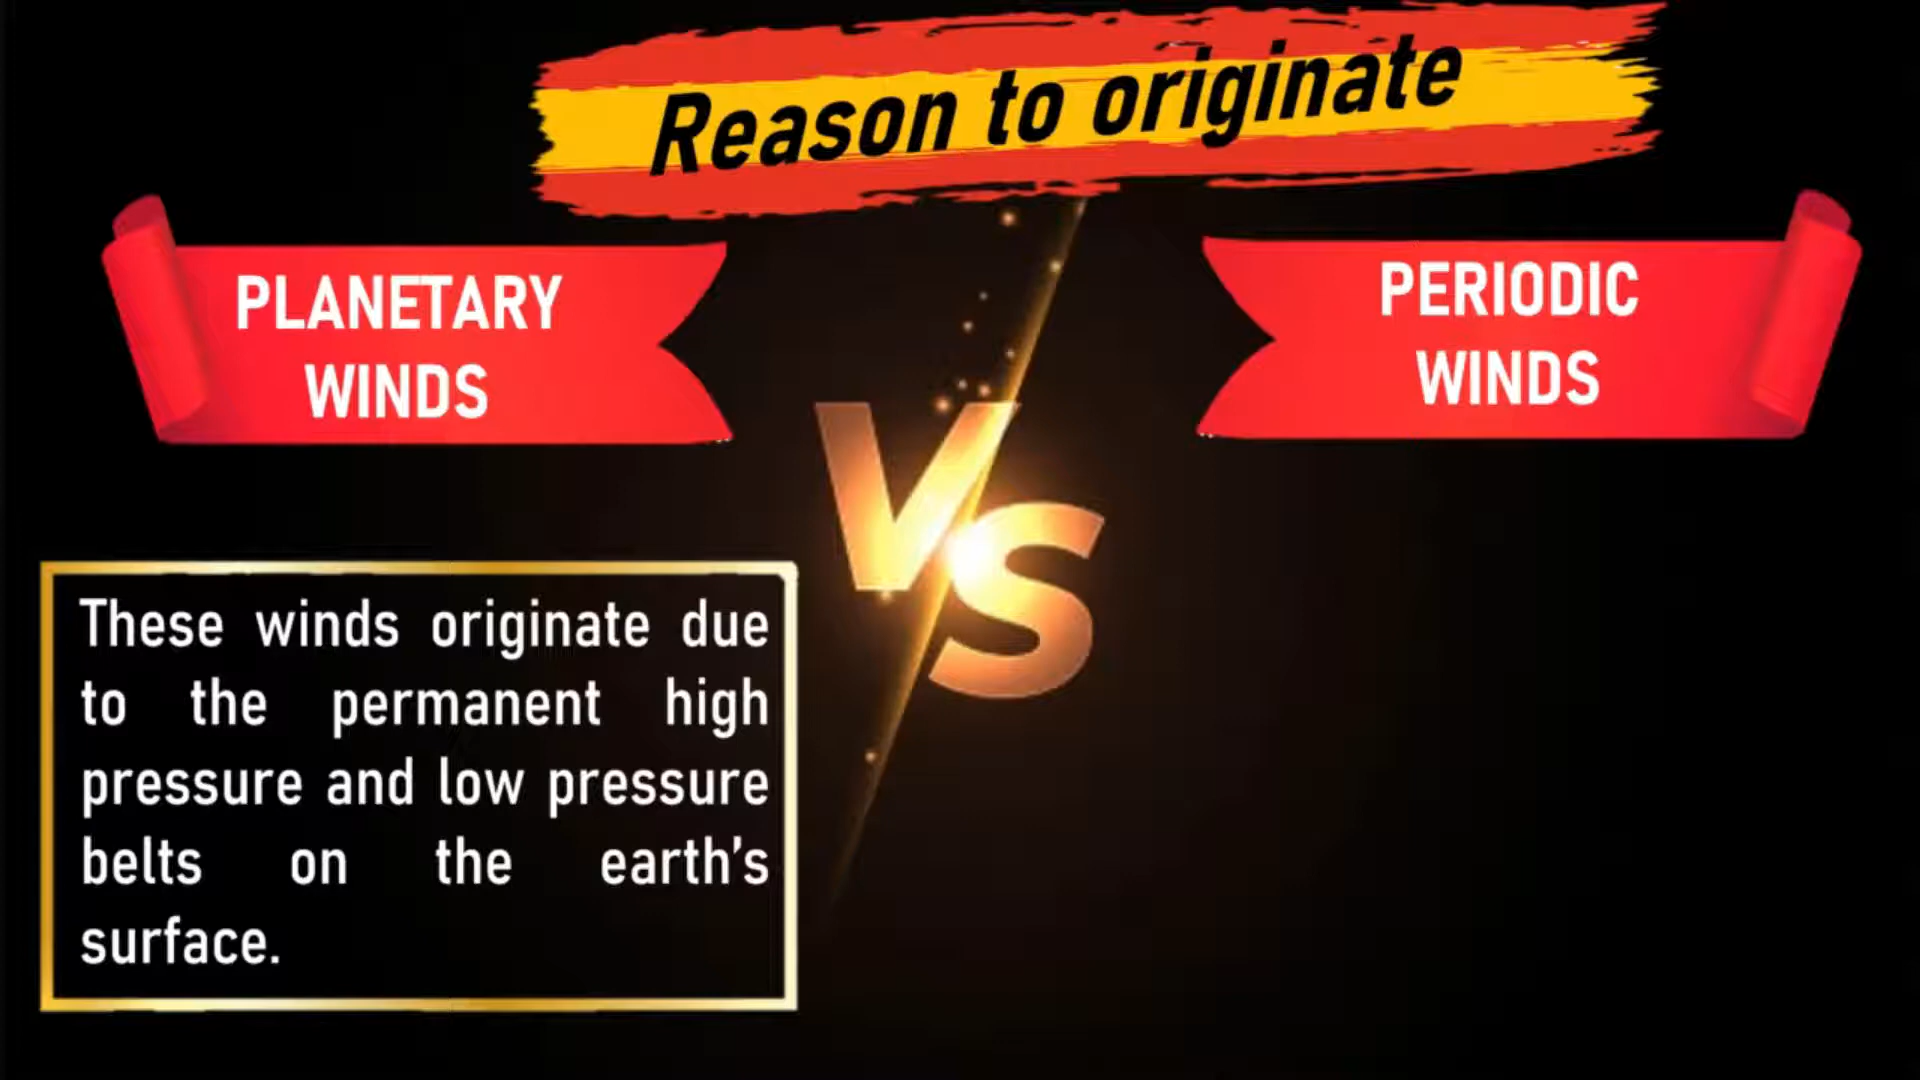 Reason to originate
PLANETARY
WINDS
PERIODIC
WINDS
VS
These winds originate due
to the permanent high
pressure and low pressure
belts on the earth's
surface.